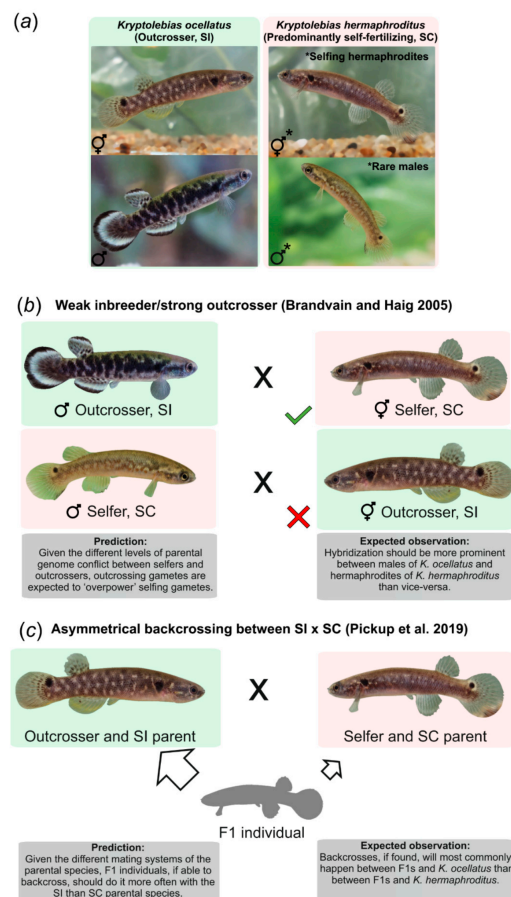 (a)
Kryptolebias ocellatus
(Outcrosser, SI)
Kryptolebias hermaphroditus
(Predominantly self-fertilizing, SC)
*Selfing hermaphrodites
⚥
⚥*
*Rare males
♂
♂*
(b) Weak inbreeder/strong outcrosser (Brandvain and Haig 2005)
♂ Outcrosser, SI
X
⚥ Selfer, SC
♂ Selfer, SC
X
⚥ Outcrosser, SI
Prediction:
Given the different levels of parental
genome conflict between selfers and
outcrossers, outcrossing gametes are
expected to 'overpower' selfing gametes.
Expected observation:
Hybridization should be more prominent
between males of K. ocellatus and
hermaphrodites of K. hermaphroditus
than vice-versa.
(c) Asymmetrical backcrossing between SI x SC (Pickup et al. 2019)
Outcrosser and SI parent
X
Selfer and SC parent
F1 individual
Prediction:
Given the different mating systems of the
parental species, F1 individuals, if able to
backcross, should do it more often with the
SI than SC parental species.
Expected observation:
Backcrosses, if found, will most commonly
happen between F1s and K. ocellatus than
between F1s and K. hermaphroditus.